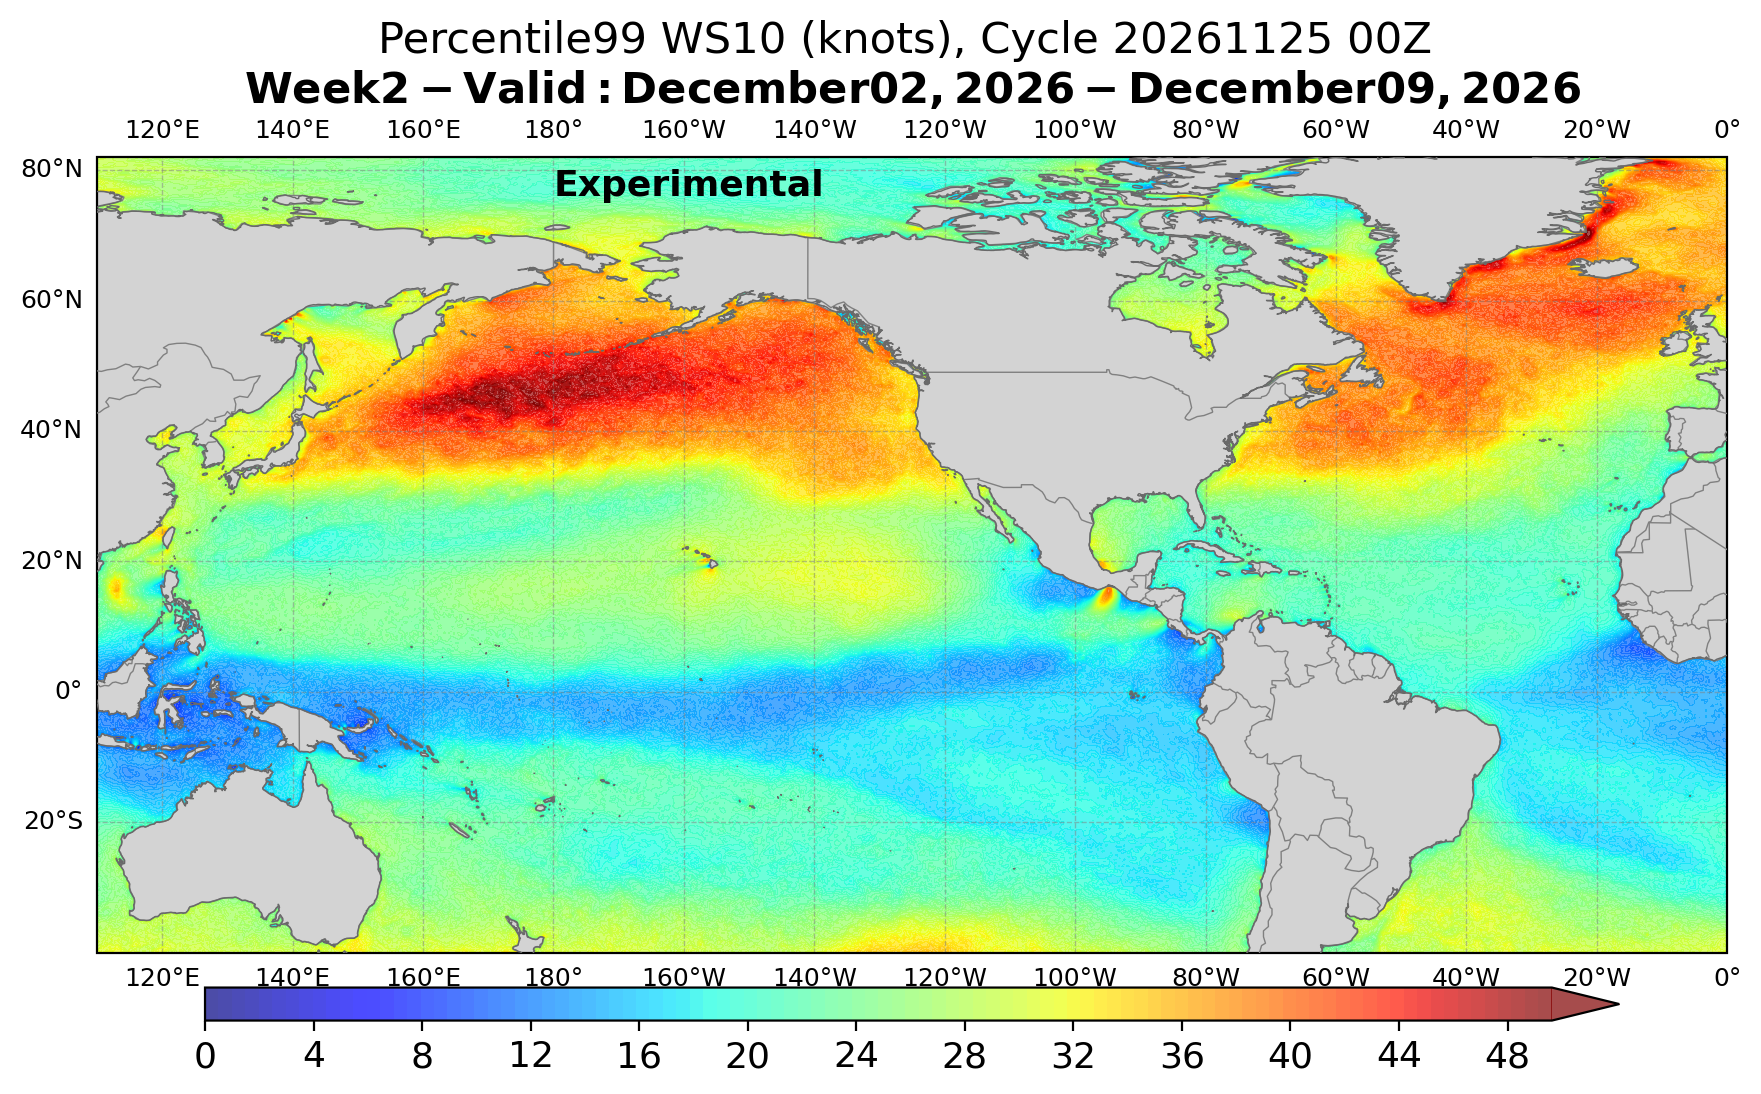 Percentile99 WS10 (knots), Cycle 20261125 00Z
Week2 − Valid : December02, 2026 − December09, 2026
120°E 140°E 160°E 180° 160°W 140°W 120°W 100°W 80°W 60°W 40°W 20°W 0°
80°N
Experimental
60°N
40°N
20°N
0°
20°S
120°E 140°E 160°E 180° 160°W 140°W 120°W 100°W 80°W 60°W 40°W 20°W 0°
0 4 8 12 16 20 24 28 32 36 40 44 48